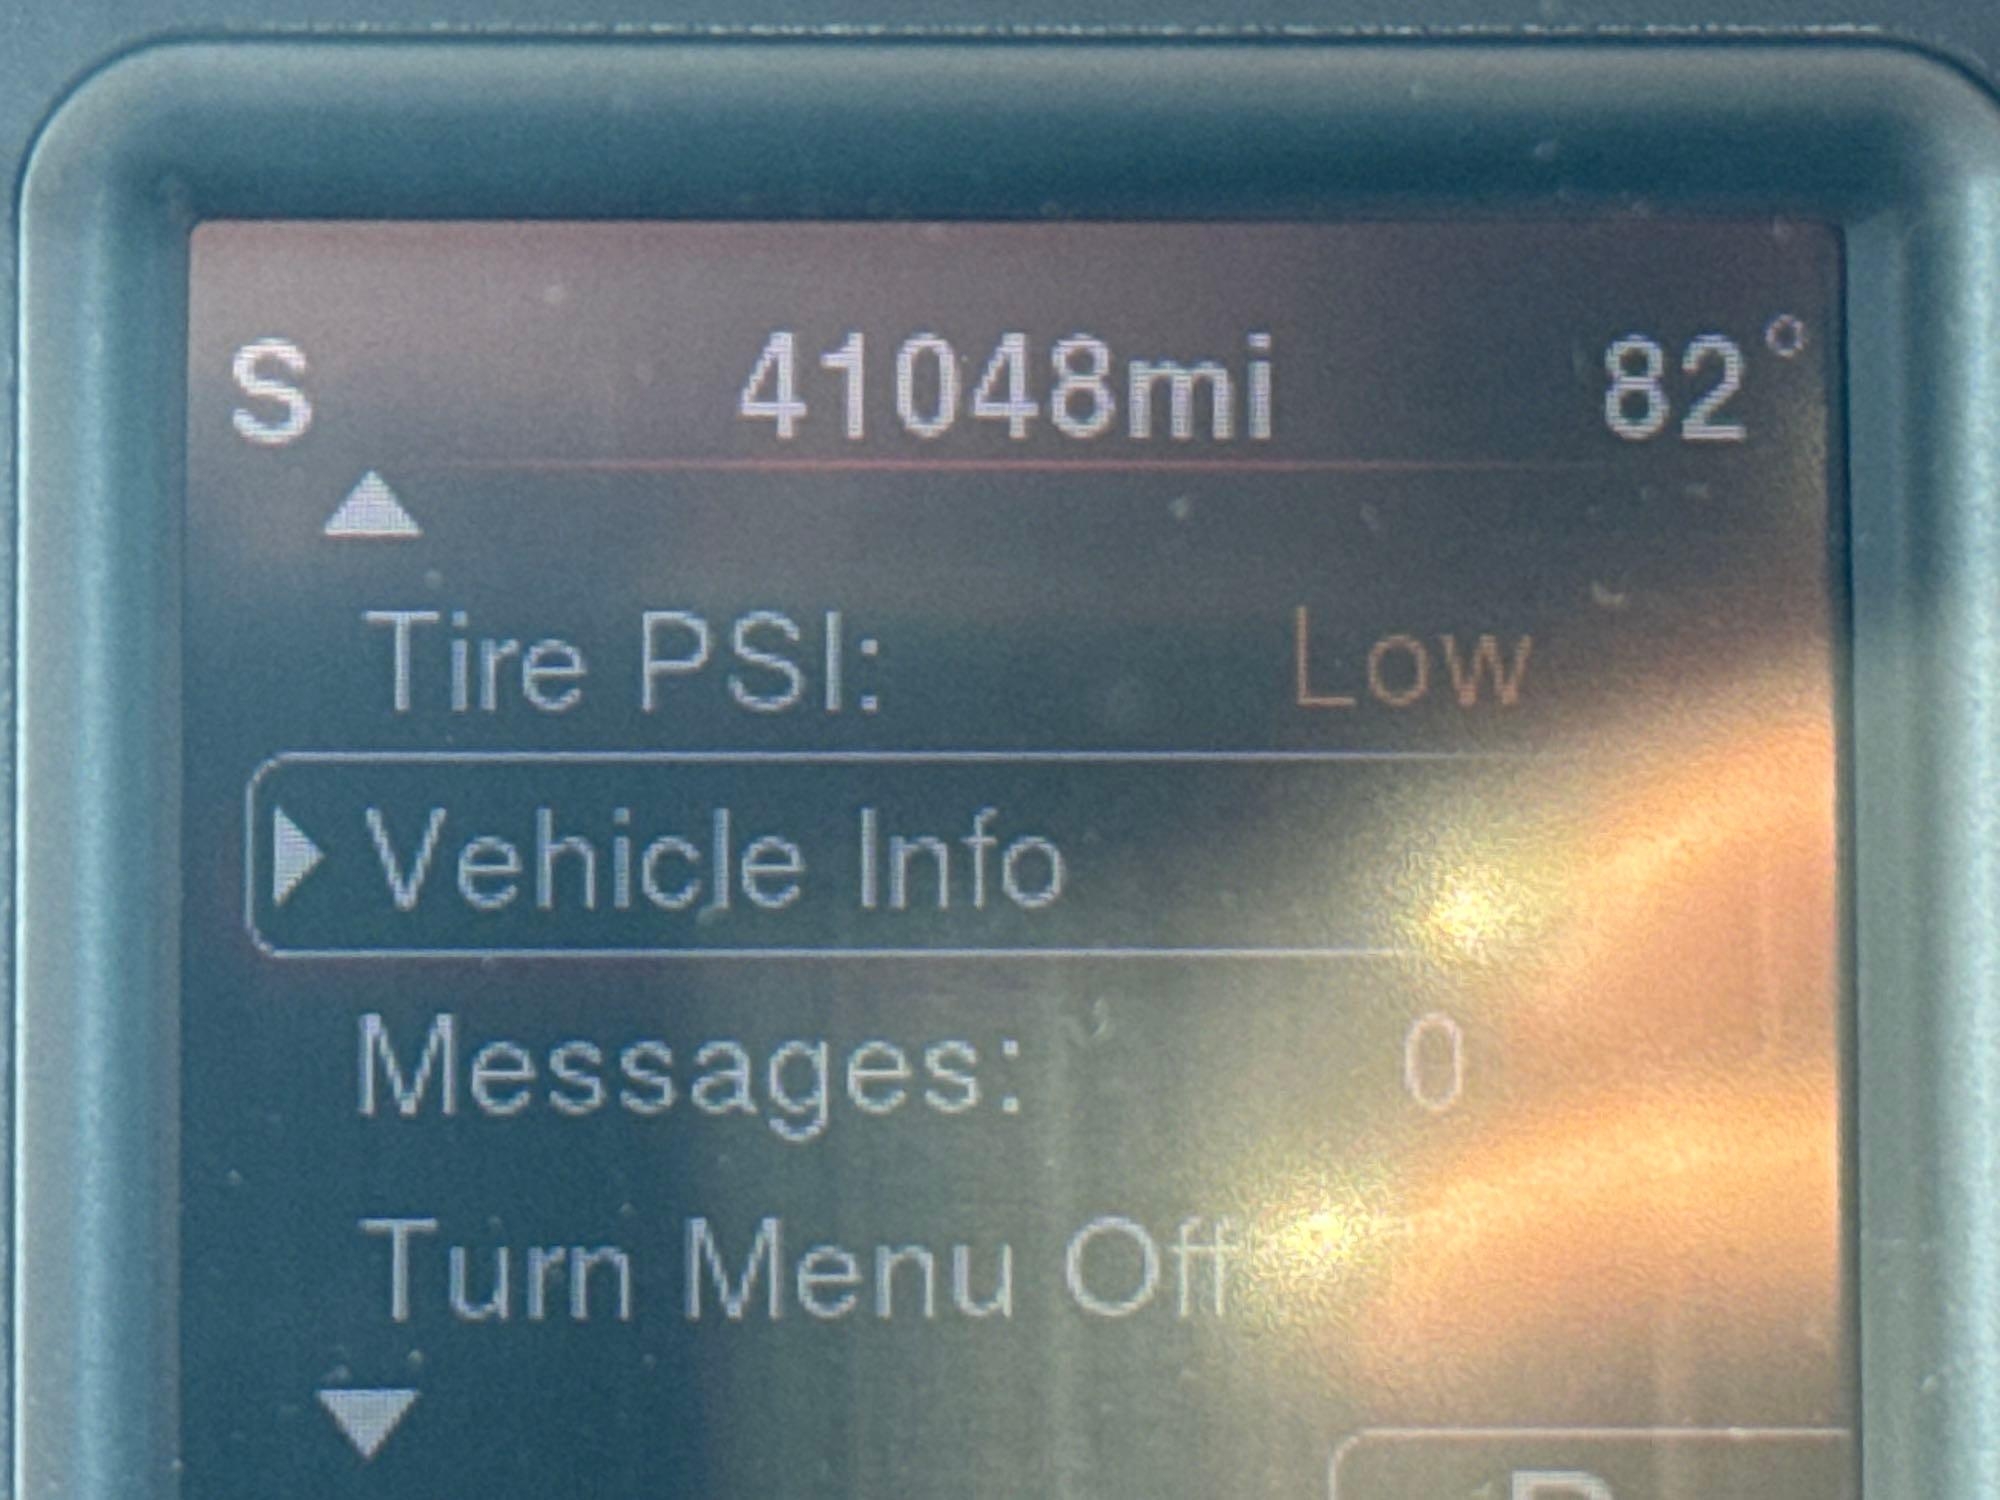 S 41048mi 82°
Tire PSI: Low
Vehicle Info
Messages: 0
Turn Menu Off